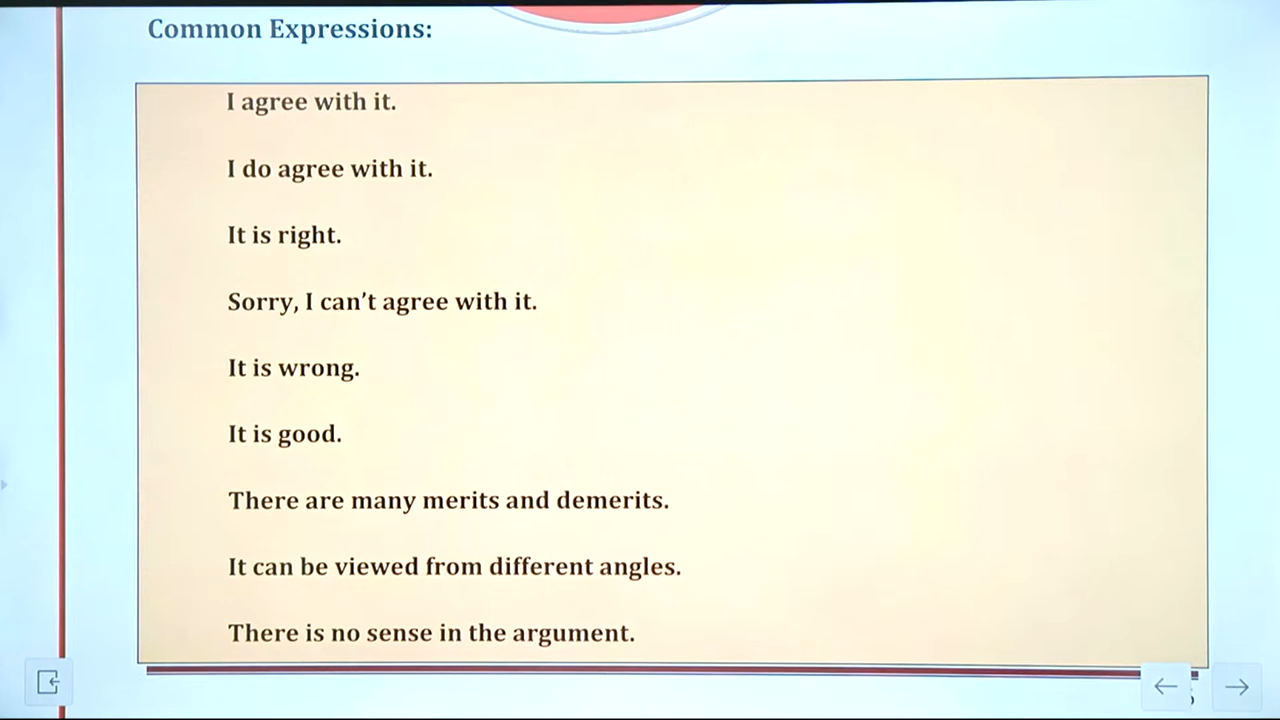 Common Expressions:
I agree with it.
I do agree with it.
It is right.
Sorry, I can’t agree with it.
It is wrong.
It is good.
There are many merits and demerits.
It can be viewed from different angles.
There is no sense in the argument.